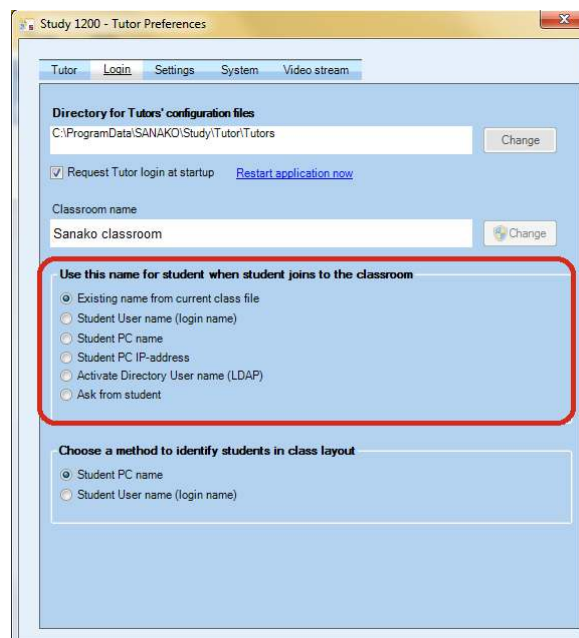 Study 1200 - Tutor Preferences
Tutor Login Settings System Video stream
Directory for Tutors' configuration files
C:\ProgramData\SANAKO\Study\Tutor\Tutors
Change
Request Tutor login at startup Restart application now
Classroom name
Sanako classroom
Change
Use this name for student when student joins to the classroom
Existing name from current class file
Student User name (login name)
Student PC name
Student PC IP-address
Activate Directory User name (LDAP)
Ask from student
Choose a method to identify students in class layout
Student PC name
Student User name (login name)